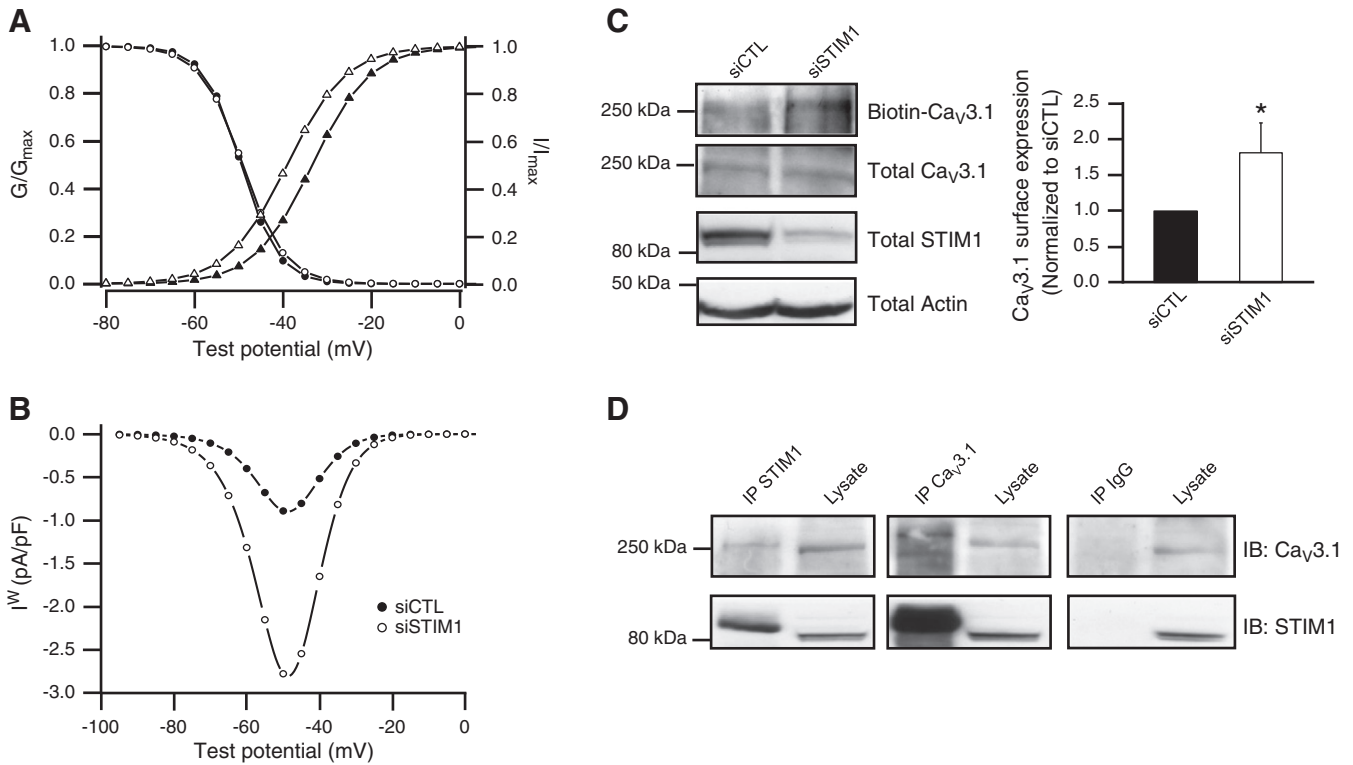 A
1.0
0.8
0.6
0.4
0.2
0.0
G/Gmax
1.0
0.8
0.6
0.4
0.2
0.0
I/Imax
-80
-60
-40
-20
0
Test potential (mV)
B
0.0
-0.5
-1.0
-1.5
-2.0
-2.5
-3.0
IW (pA/pF)
siCTL
siSTIM1
-100
-80
-60
-40
-20
0
Test potential (mV)
C
siCTL
siSTIM1
250 kDa
Biotin-CaV3.1
250 kDa
Total CaV3.1
Total STIM1
80 kDa
50 kDa
Total Actin
CaV3.1 surface expression
(Normalized to siCTL)
2.5
2.0
1.5
1.0
0.5
0.0
*
siCTL
siSTIM1
D
IP STIM1
Lysate
IP CaV3.1
Lysate
IP IgG
Lysate
250 kDa
IB: CaV3.1
80 kDa
IB: STIM1